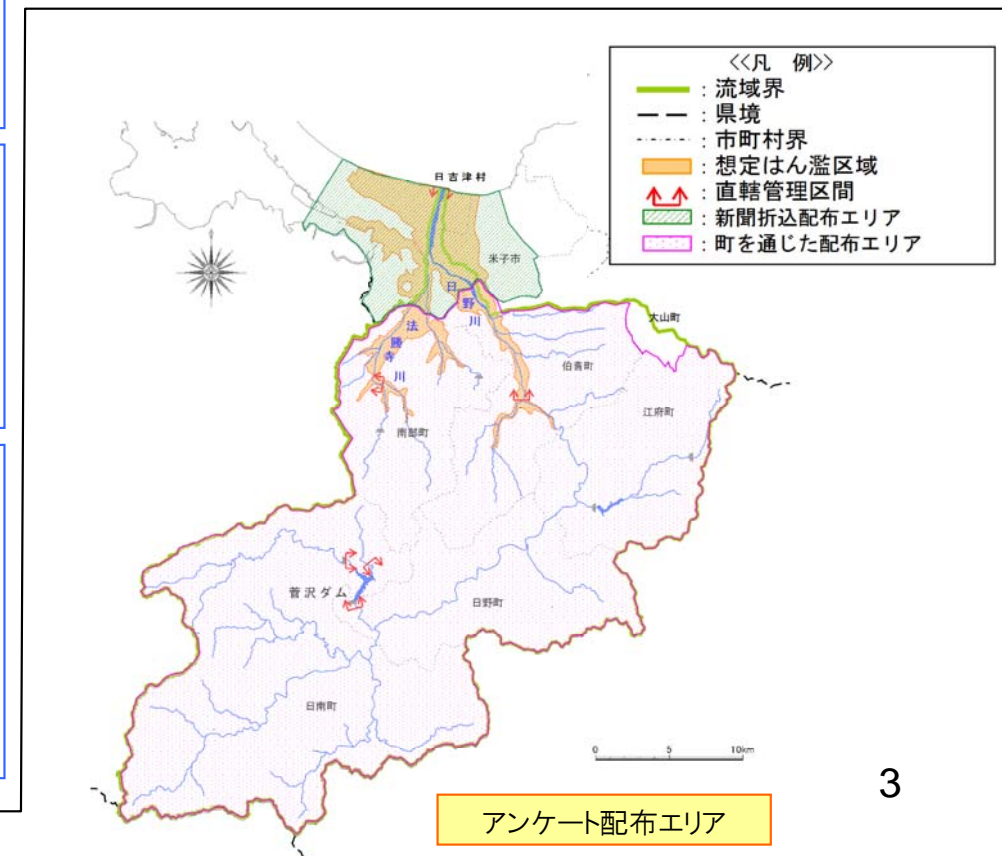 <<凡　例>>
：流域界
：県境
：市町村界
：想定はん濫区域
：直轄管理区間
：新聞折込配布エリア
：町を通じた配布エリア
日吉津村
米子市
日野川
大山町
法勝寺川
伯耆町
江府町
南部町
菅沢ダム
日野町
日南町
0 5 10km
3
アンケート配布エリア